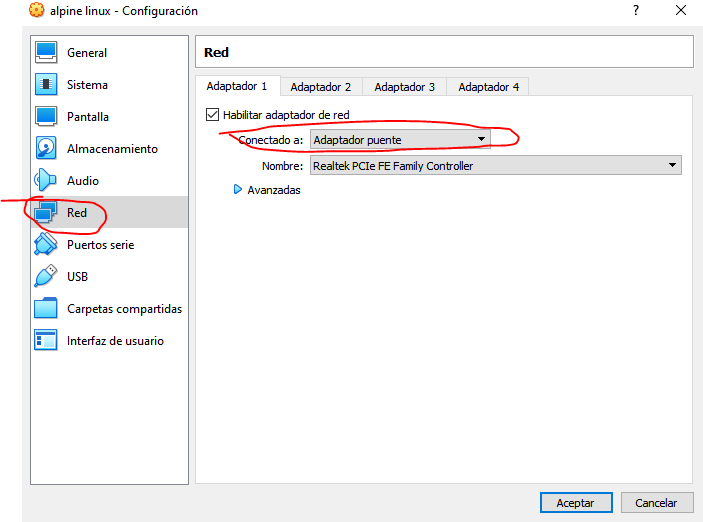 alpine linux - Configuración
?
General
Sistema
Pantalla
Almacenamiento
Audio
Red
Puertos serie
USB
Carpetas compartidas
Interfaz de usuario
Red
Adaptador 1 Adaptador 2 Adaptador 3 Adaptador 4
Habilitar adaptador de red
Conectado a: Adaptador puente
Nombre: Realtek PCIe FE Family Controller
Avanzadas
Aceptar Cancelar